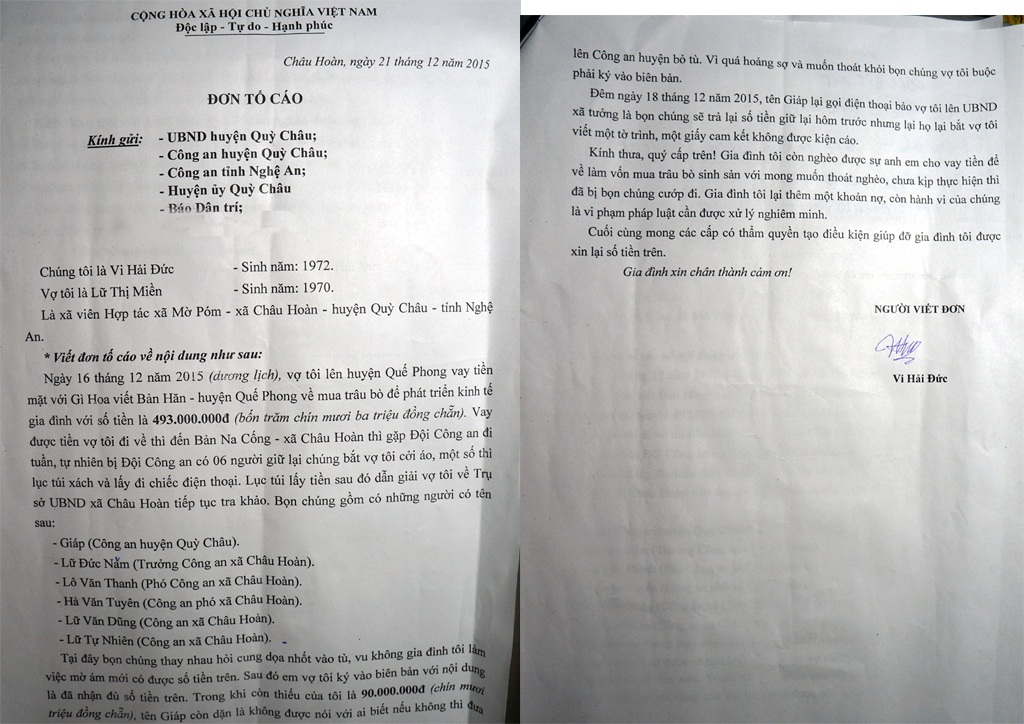 CỘNG HÒA XÃ HỘI CHỦ NGHĨA VIỆT NAM
Độc lập - Tự do - Hạnh phúc
Châu Hoàn, ngày 21 tháng 12 năm 2015
ĐƠN TỐ CÁO
Kính gửi: - UBND huyện Quỳ Châu;
- Công an huyện Quỳ Châu;
- Công an tỉnh Nghệ An;
- Huyện ủy Quỳ Châu
- Báo Dân trí;
Chúng tôi là Vi Hải Đức - Sinh năm: 1972.
Vợ tôi là Lữ Thị Miền - Sinh năm: 1970.
Là xã viên Hợp tác xã Mờ Póm - xã Châu Hoàn - huyện Quỳ Châu - tỉnh Nghệ
An.
* Viết đơn tố cáo về nội dung như sau:
Ngày 16 tháng 12 năm 2015 (dương lịch), vợ tôi lên huyện Quế Phong vay tiền
mặt với Gì Hoa viết Bản Hăn - huyện Quế Phong về mua trâu bò để phát triển kinh tế
gia đình với số tiền là 493.000.000đ (bốn trăm chín mươi ba triệu đồng chẵn). Vay
được tiền vợ tôi đi về thì đến Bản Na Cống - xã Châu Hoàn thì gặp Đội Công an đi
tuần, tự nhiên bị Đội Công an có 06 người giữ lại chúng bắt vợ tôi cởi áo, một số thì
lục túi xách và lấy đi chiếc điện thoại. Lục túi lấy tiền sau đó dẫn giải vợ tôi về Trụ
sở UBND xã Châu Hoàn tiếp tục tra khảo. Bọn chúng gồm có những người có tên
sau:
- Giáp (Công an huyện Quỳ Châu).
- Lữ Đức Nắm (Trưởng Công an xã Châu Hoàn).
- Lô Văn Thanh (Phó Công an xã Châu Hoàn).
- Hà Văn Tuyên (Công an phó xã Châu Hoàn).
- Lữ Văn Dũng (Công an xã Châu Hoàn).
- Lữ Tự Nhiên (Công an xã Châu Hoàn).
Tại đây bọn chúng thay nhau hỏi cung dọa nhốt vào tù, vu không gia đình tôi làm
việc mờ ám mới có được số tiền trên. Sau đó em vợ tôi ký vào biên bản với nội dung
là đã nhận đủ số tiền trên. Trong khi còn thiếu của tôi là 90.000.000đ (chín mươi
triệu đồng chẵn), tên Giáp còn dặn là không được nói với ai biết nếu không thì đưa
lên Công an huyện bỏ tù. Vì quá hoảng sợ và muốn thoát khỏi bọn chúng vợ tôi buộc
phải ký vào biên bản.
Đêm ngày 18 tháng 12 năm 2015, tên Giáp lại gọi điện thoại bảo vợ tôi lên UBND
xã tưởng là bọn chúng sẽ trả lại số tiền giữ lại hôm trước nhưng lại họ lại bắt vợ tôi
viết một tờ trình, một giấy cam kết không được kiện cáo.
Kính thưa, quý cấp trên! Gia đình tôi còn nghèo được sự anh em cho vay tiền để
về làm vốn mua trâu bò sinh sản với mong muốn thoát nghèo, chưa kịp thực hiện thì
đã bị bọn chúng cướp đi. Gia đình tôi lại thêm một khoản nợ, còn hành vi của chúng
là vi phạm pháp luật cần được xử lý nghiêm minh.
Cuối cùng mong các cấp có thẩm quyền tạo điều kiện giúp đỡ gia đình tôi được
xin lại số tiền trên.
Gia đình xin chân thành cảm ơn!
NGƯỜI VIẾT ĐƠN
Vi Hải Đức